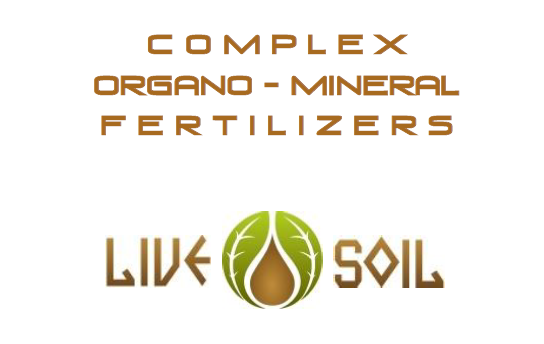 COMPLEX
ORGANO - MINERAL
FERTILIZERS
LIVE SOIL